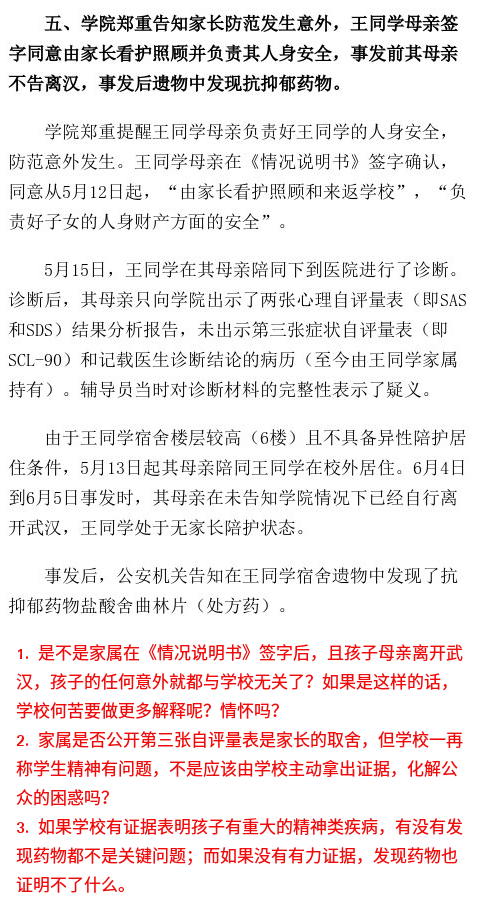 五、学院郑重告知家长防范发生意外，王同学母亲签
字同意由家长看护照顾并负责其人身安全，事发前其母亲
不告离汉，事发后遗物中发现抗抑郁药物。
学院郑重提醒王同学母亲负责好王同学的人身安全，
防范意外发生。王同学母亲在《情况说明书》签字确认，
同意从5月12日起，“由家长看护照顾和来返学校”，“负
责好子女的人身财产方面的安全”。
5月15日，王同学在其母亲陪同下到医院进行了诊断。
诊断后，其母亲只向学院出示了两张心理自评量表（即SAS
和SDS）结果分析报告，未出示第三张症状自评量表（即
SCL-90）和记载医生诊断结论的病历（至今由王同学家属
持有）。辅导员当时对诊断材料的完整性表示了疑义。
由于王同学宿舍楼层较高（6楼）且不具备异性陪护居
住条件，5月13日起其母亲陪同王同学在校外居住。6月4日
到6月5日事发时，其母亲在未告知学院情况下已经自行离
开武汉，王同学处于无家长陪护状态。
事发后，公安机关告知在王同学宿舍遗物中发现了抗
抑郁药物盐酸舍曲林片（处方药）。
1. 是不是家属在《情况说明书》签字后，且孩子母亲离开武
汉，孩子的任何意外就都与学校无关了？如果是这样的话，
学校何苦要做更多解释呢？情怀吗？
2. 家属是否公开第三张自评量表是家长的取舍，但学校一再
称学生精神有问题，不是应该由学校主动拿出证据，化解公
众的困惑吗？
3. 如果学校有证据表明孩子有重大的精神类疾病，有没有发
现药物都不是关键问题；而如果没有有力证据，发现药物也
证明不了什么。